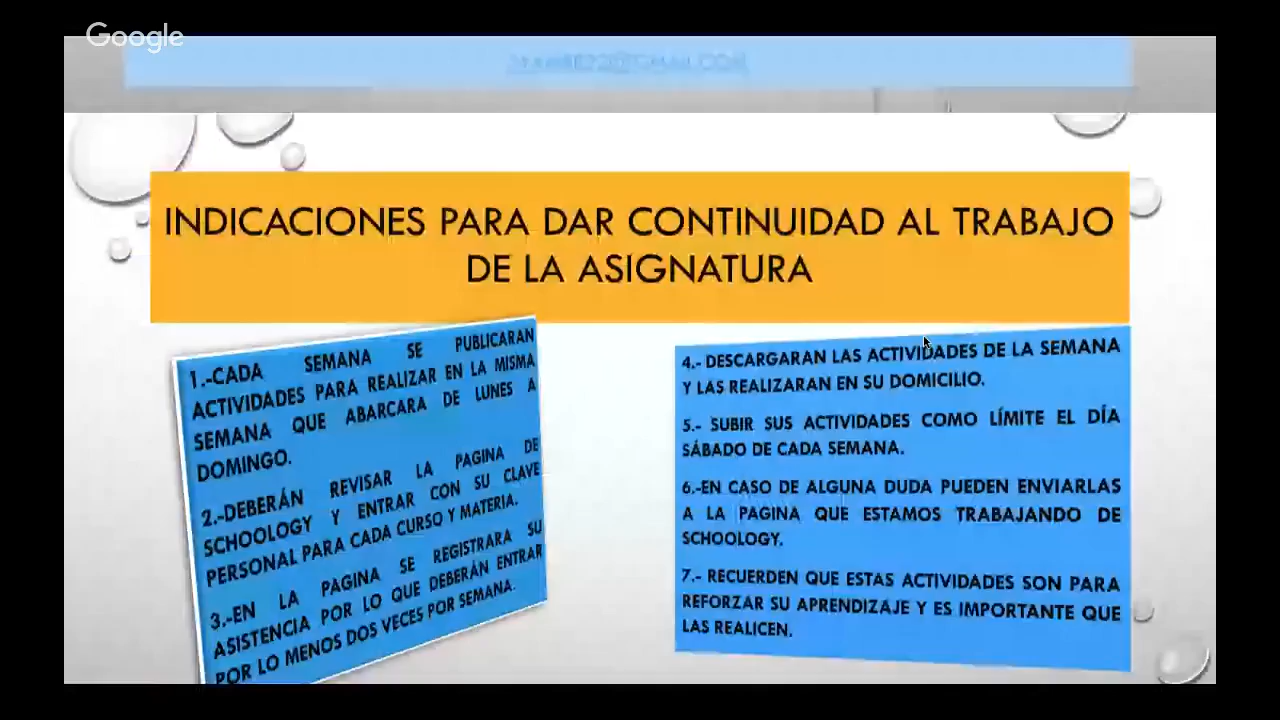 Google
INDICACIONES PARA DAR CONTINUIDAD AL TRABAJO
DE LA ASIGNATURA
1.-CADA SEMANA SE PUBLICARAN
ACTIVIDADES PARA REALIZAR EN LA MISMA
SEMANA QUE ABARCARA DE LUNES A
DOMINGO.
2.-DEBERÁN REVISAR LA PAGINA DE
SCHOOLOGY Y ENTRAR CON SU CLAVE
PERSONAL PARA CADA CURSO Y MATERIA.
3.-EN LA PAGINA SE REGISTRARA SU
ASISTENCIA POR LO QUE DEBERÁN ENTRAR
POR LO MENOS DOS VECES POR SEMANA.
4.- DESCARGARAN LAS ACTIVIDADES DE LA SEMANA
Y LAS REALIZARAN EN SU DOMICILIO.
5.- SUBIR SUS ACTIVIDADES COMO LÍMITE EL DÍA
SÁBADO DE CADA SEMANA.
6.-EN CASO DE ALGUNA DUDA PUEDEN ENVIARLAS
A LA PAGINA QUE ESTAMOS TRABAJANDO DE
SCHOOLOGY.
7.- RECUERDEN QUE ESTAS ACTIVIDADES SON PARA
REFORZAR SU APRENDIZAJE Y ES IMPORTANTE QUE
LAS REALICEN.